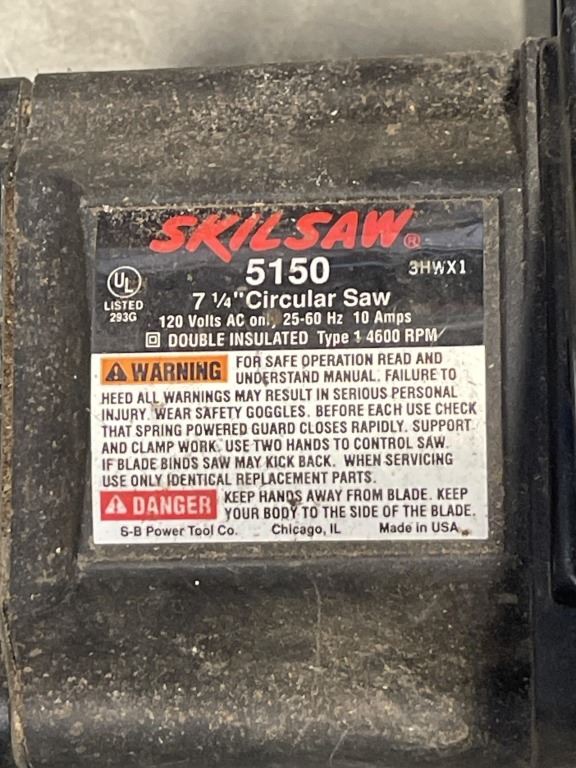 SKILSAW®
5150
3HWX1
UL
LISTED
293G
7 1/4" Circular Saw
120 Volts AC only, 25-60 Hz 10 Amps
DOUBLE INSULATED Type 1 4600 RPM
WARNING
FOR SAFE OPERATION READ AND
UNDERSTAND MANUAL. FAILURE TO
HEED ALL WARNINGS MAY RESULT IN SERIOUS PERSONAL
INJURY. WEAR SAFETY GOGGLES. BEFORE EACH USE CHECK
THAT SPRING POWERED GUARD CLOSES RAPIDLY. SUPPORT
AND CLAMP WORK. USE TWO HANDS TO CONTROL SAW.
IF BLADE BINDS SAW MAY KICK BACK. WHEN SERVICING
USE ONLY IDENTICAL REPLACEMENT PARTS.
DANGER
KEEP HANDS AWAY FROM BLADE. KEEP
YOUR BODY TO THE SIDE OF THE BLADE.
S-B Power Tool Co. Chicago, IL Made in USA